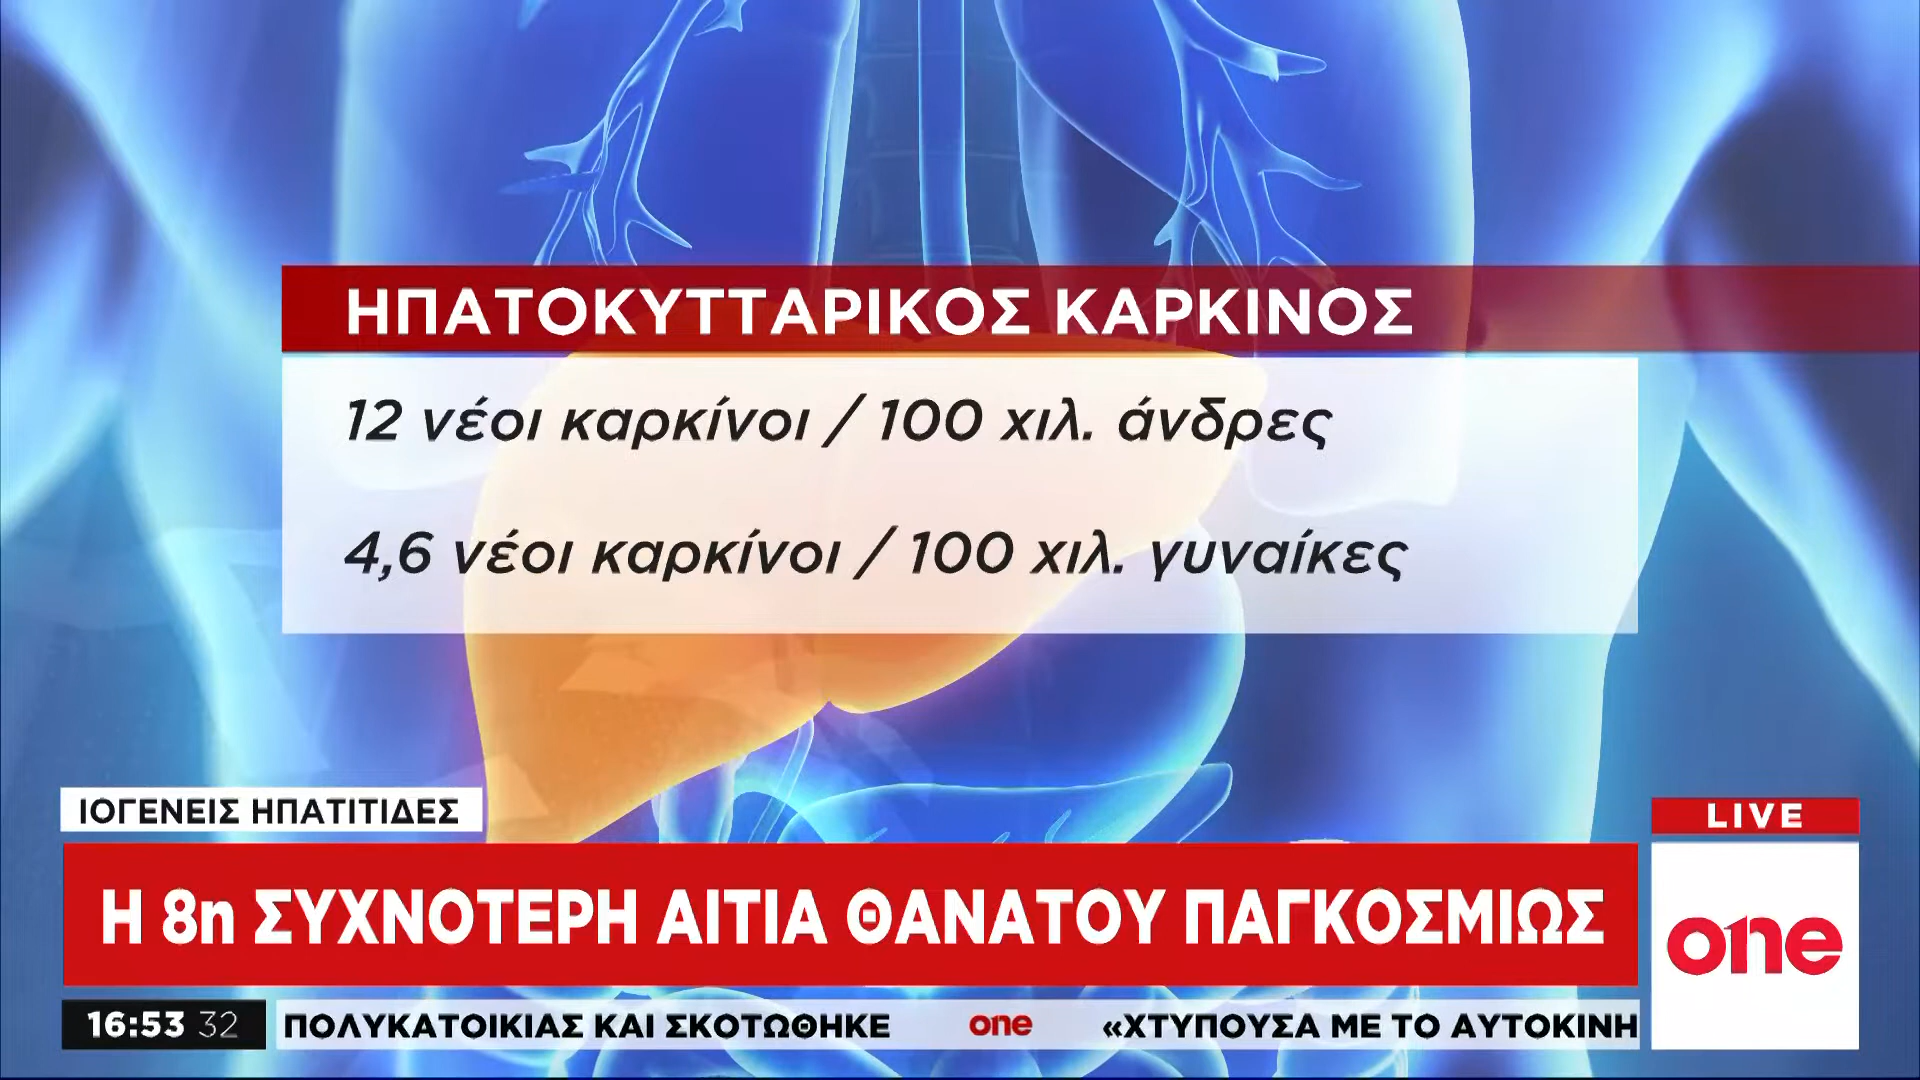 ΗΠΑΤΟΚΥΤΤΑΡΙΚΟΣ ΚΑΡΚΙΝΟΣ
12 νέοι καρκίνοι / 100 χιλ. άνδρες
4,6 νέοι καρκίνοι / 100 χιλ. γυναίκες
ΙΟΓΕΝΕΙΣ ΗΠΑΤΙΤΙΔΕΣ
LIVE
Η 8η ΣΥΧΝΟΤΕΡΗ ΑΙΤΙΑ ΘΑΝΑΤΟΥ ΠΑΓΚΟΣΜΙΩΣ
one
16:53 32 ΠΟΛΥΚΑΤΟΙΚΙΑΣ ΚΑΙ ΣΚΟΤΩΘΗΚΕ one «ΧΤΥΠΟΥΣΑ ΜΕ ΤΟ ΑΥΤΟΚΙΝΗ